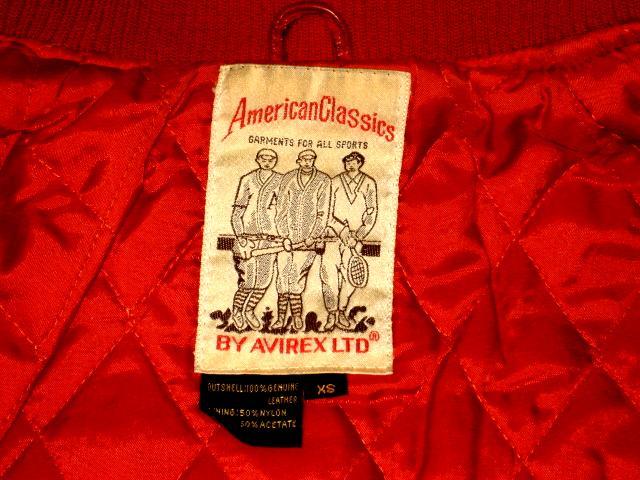 AmericanClassics
GARMENTS FOR ALL SPORTS
BY AVIREX LTD®
OUTSHELL:100% GENUINE
LEATHER
XS
LINING:50% NYLON
50% ACETATE